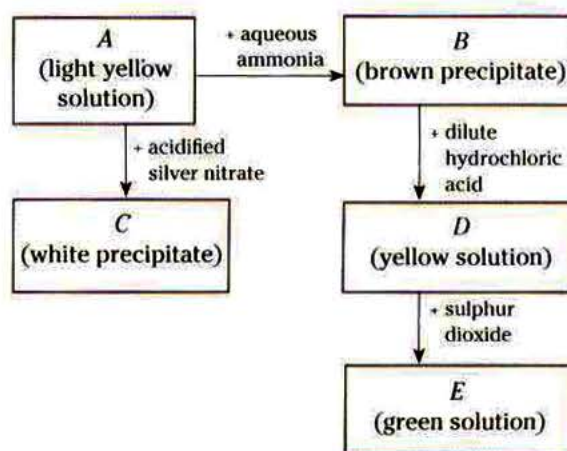 A
(light yellow
solution)
+ aqueous
ammonia
B
(brown precipitate)
+ acidified
silver nitrate
+ dilute
hydrochloric
acid
C
(white precipitate)
D
(yellow solution)
+ sulphur
dioxide
E
(green solution)